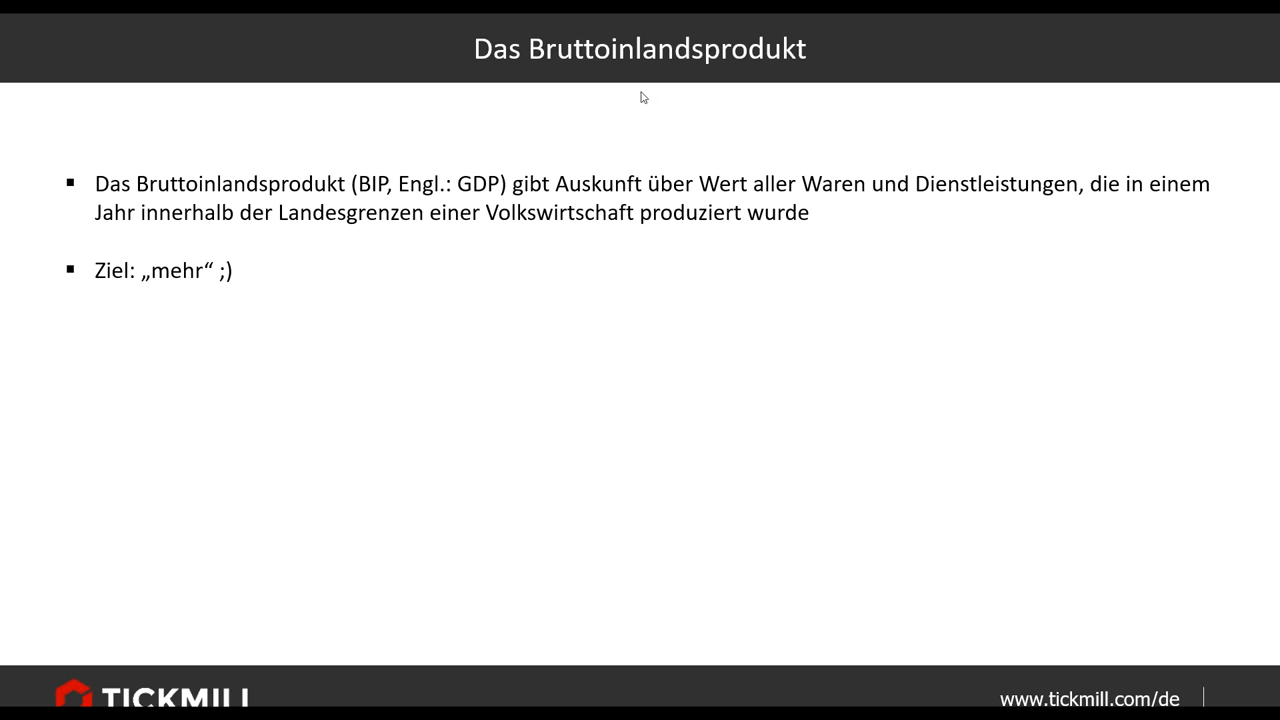 Das Bruttoinlandsprodukt
▪ Das Bruttoinlandsprodukt (BIP, Engl.: GDP) gibt Auskunft über Wert aller Waren und Dienstleistungen, die in einem
Jahr innerhalb der Landesgrenzen einer Volkswirtschaft produziert wurde
▪ Ziel: „mehr“ ;)
TICKMILL
www.tickmill.com/de